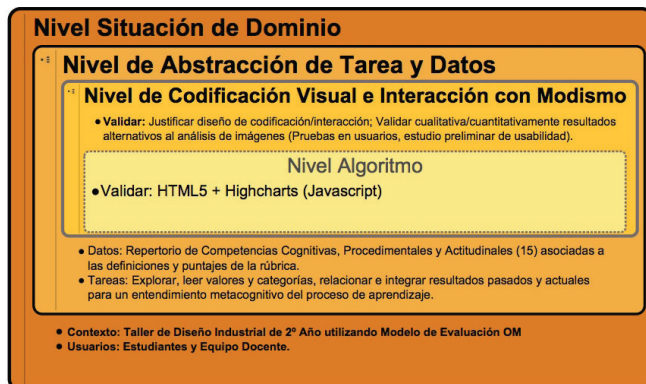 Nivel Situación de Dominio
Nivel de Abstracción de Tarea y Datos
Nivel de Codificación Visual e Interacción con Modismo
● Validar: Justificar diseño de codificación/interacción; Validar cualitativa/cuantitativamente resultados
alternativos al análisis de imágenes (Pruebas en usuarios, estudio preliminar de usabilidad).
Nivel Algoritmo
● Validar: HTML5 + Highcharts (Javascript)
● Datos: Repertorio de Competencias Cognitivas, Procedimentales y Actitudinales (15) asociadas a
las definiciones y puntajes de la rúbrica.
● Tareas: Explorar, leer valores y categorías, relacionar e integrar resultados pasados y actuales
para un entendimiento metacognitivo del proceso de aprendizaje.
● Contexto: Taller de Diseño Industrial de 2º Año utilizando Modelo de Evaluación OM
● Usuarios: Estudiantes y Equipo Docente.